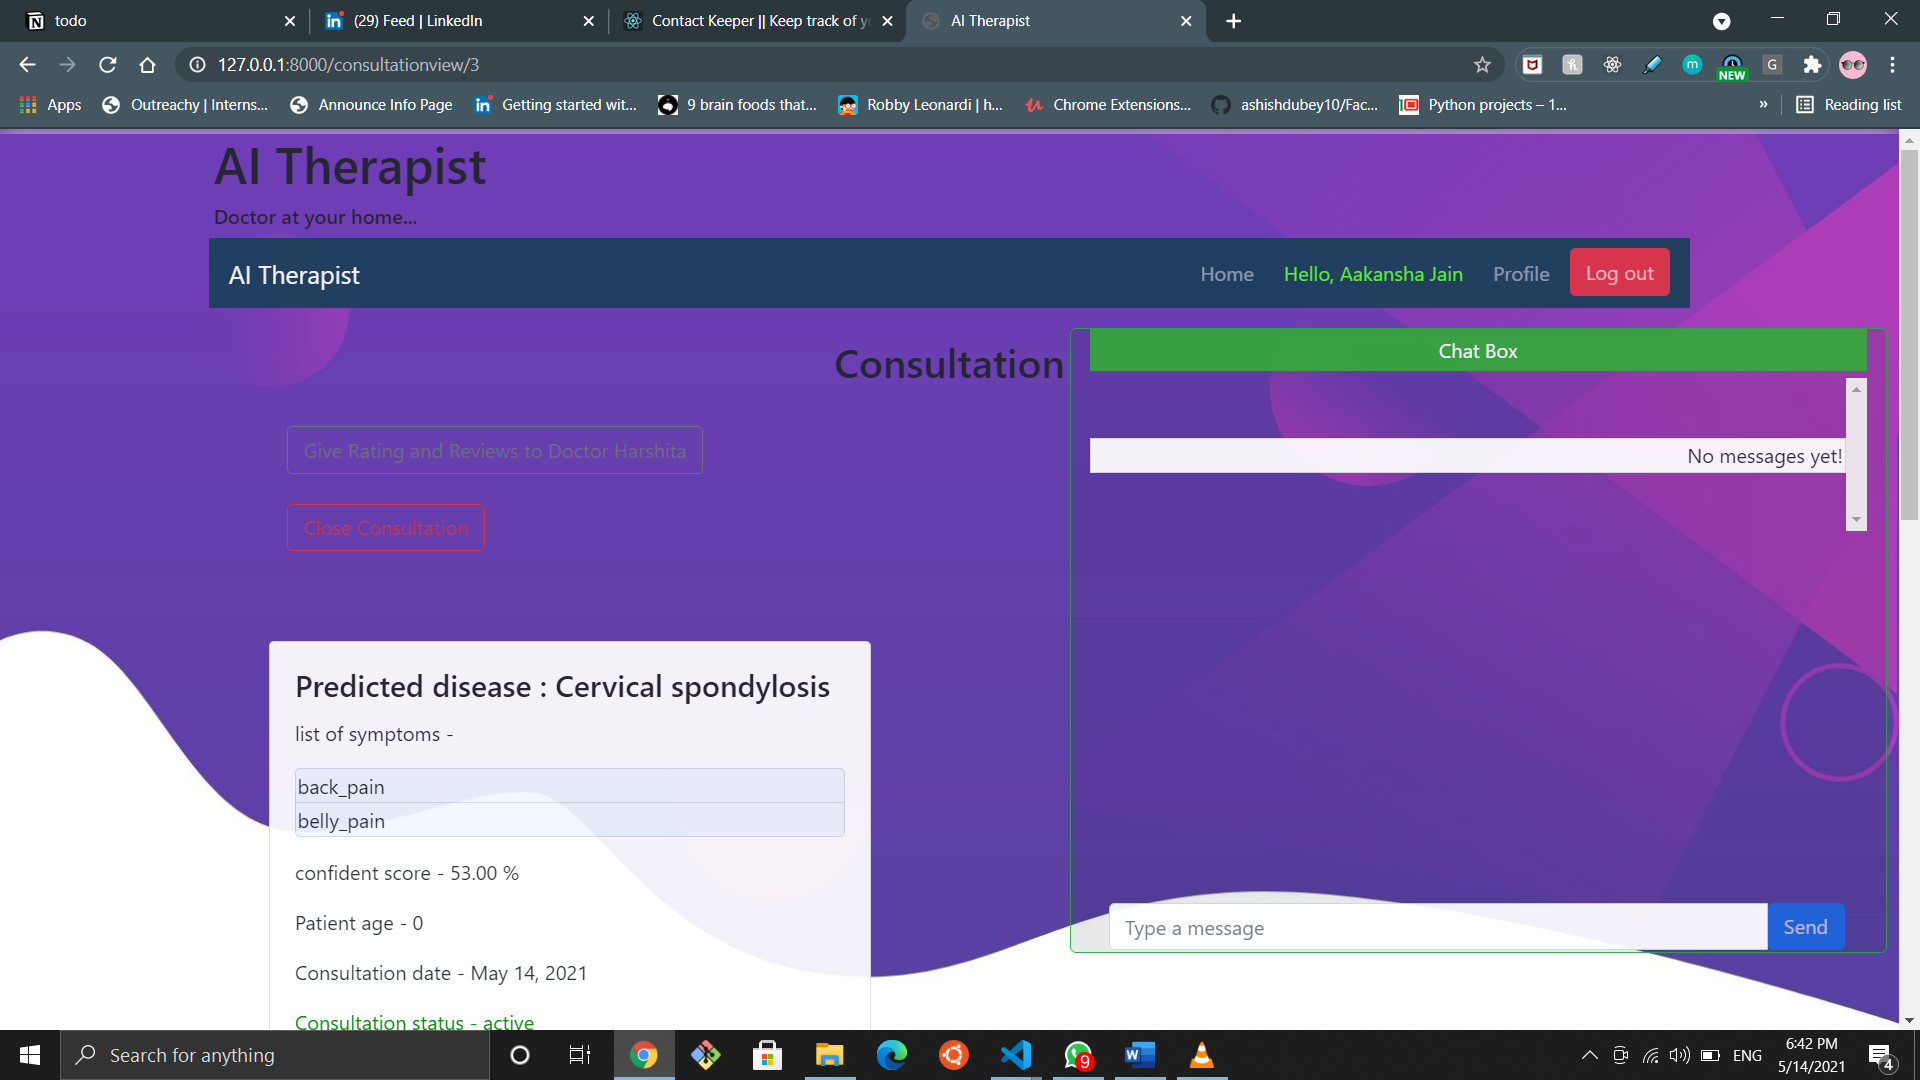 todo
(29) Feed | LinkedIn
Contact Keeper || Keep track of y
AI Therapist
127.0.0.1:8000/consultationview/3
NEW
G
m
Apps
Outreachy | Interns...
Announce Info Page
Getting started wit...
9 brain foods that...
Robby Leonardi | h...
Chrome Extensions...
ashishdubey10/Fac...
Python projects – 1...
»
Reading list
AI Therapist
Doctor at your home...
AI Therapist
Home
Hello, Aakansha Jain
Profile
Log out
Consultation
Chat Box
Give Rating and Reviews to Doctor Harshita
No messages yet!
Close Consultation
Predicted disease : Cervical spondylosis
list of symptoms -
back_pain
belly_pain
confident score - 53.00 %
Patient age - 0
Consultation date - May 14, 2021
Consultation status - active
Type a message
Send
Search for anything
9
ENG
6:42 PM
5/14/2021
4